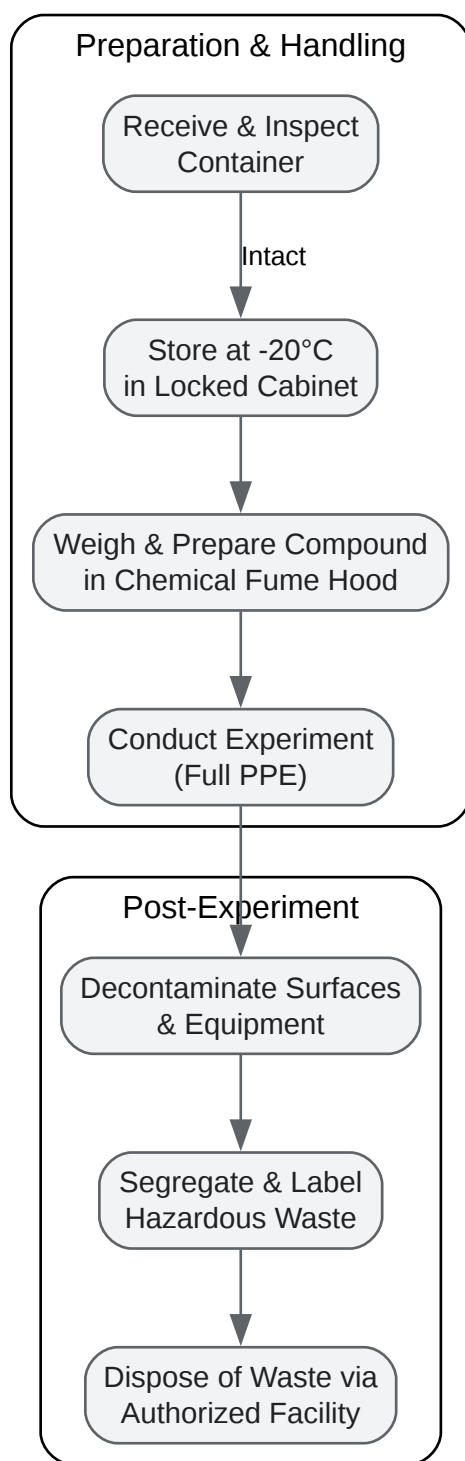 Preparation & Handling
Receive & Inspect
Container
Intact
Store at -20°C
in Locked Cabinet
Weigh & Prepare Compound
in Chemical Fume Hood
Conduct Experiment
(Full PPE)
Post-Experiment
Decontaminate Surfaces
& Equipment
Segregate & Label
Hazardous Waste
Dispose of Waste via
Authorized Facility